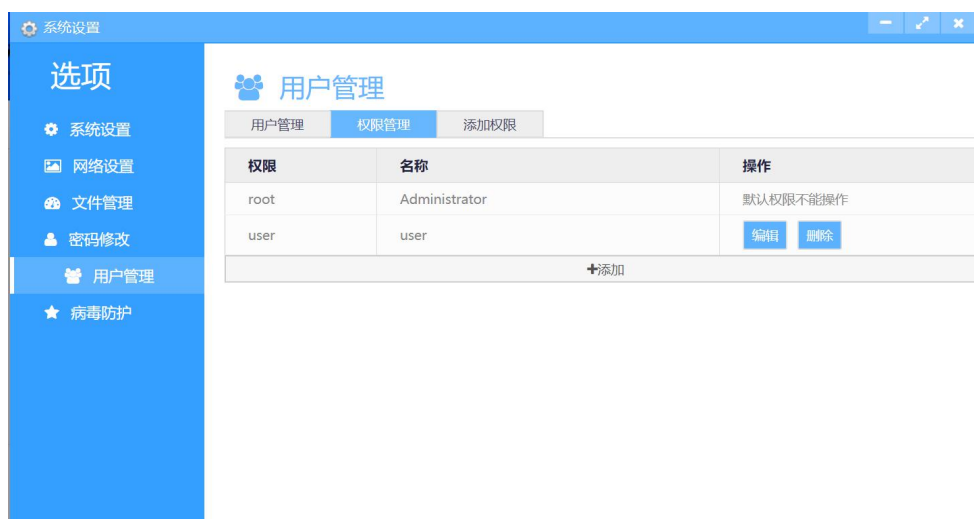 系统设置
选项
系统设置
网络设置
文件管理
密码修改
用户管理
病毒防护
用户管理
用户管理 权限管理 添加权限
权限 名称 操作
root Administrator 默认权限不能操作
user user 编辑 删除
+添加